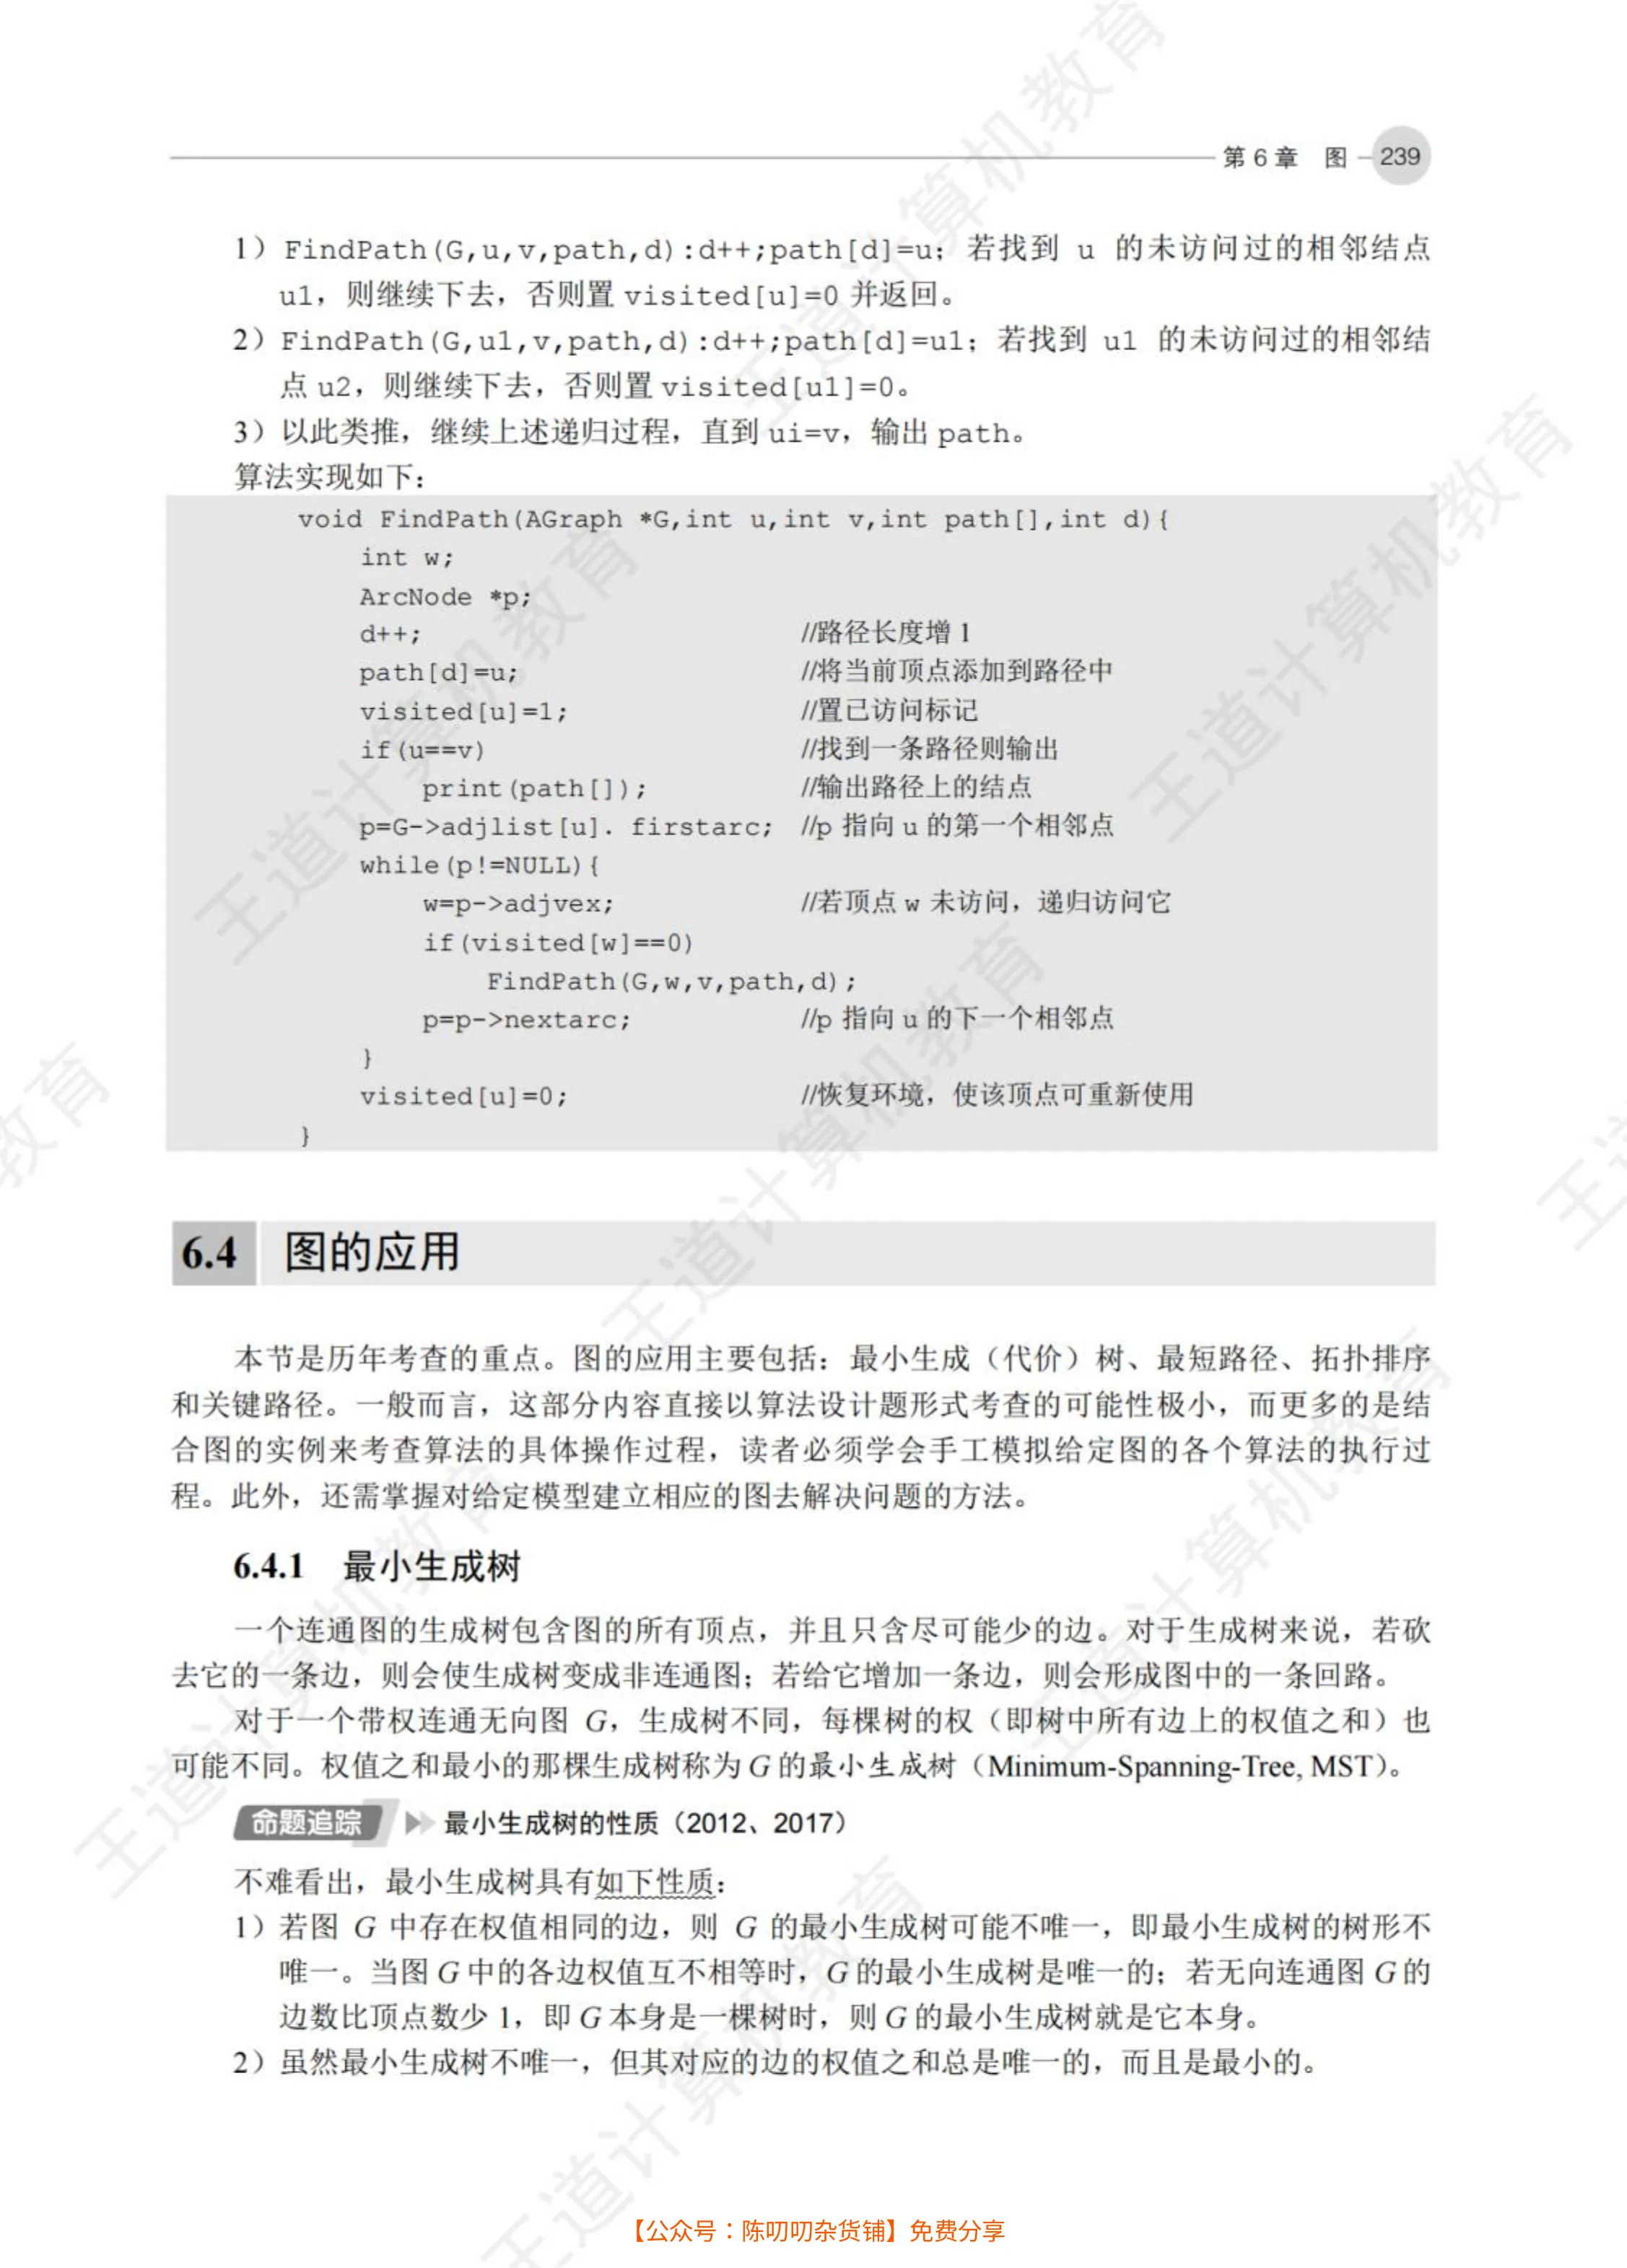 第 6 章 图 239
1）FindPath(G,u,v,path,d):d++;path[d]=u；若找到 u 的未访问过的相邻结点
u1，则继续下去，否则置 visited[u]=0 并返回。
2）FindPath(G,u1,v,path,d):d++;path[d]=u1；若找到 u1 的未访问过的相邻结
点 u2，则继续下去，否则置 visited[u1]=0。
3）以此类推，继续上述递归过程，直到 ui=v，输出 path。
算法实现如下：
void FindPath(AGraph *G,int u,int v,int path[],int d){
int w;
ArcNode *p;
d++; //路径长度增 1
path[d]=u; //将当前顶点添加到路径中
visited[u]=1; //置已访问标记
if(u==v) //找到一条路径则输出
print(path[]); //输出路径上的结点
p=G->adjlist[u]. firstarc; //p 指向 u 的第一个相邻点
while(p!=NULL){
w=p->adjvex; //若顶点 w 未访问，递归访问它
if(visited[w]==0)
FindPath(G,w,v,path,d);
p=p->nextarc; //p 指向 u 的下一个相邻点
}
visited[u]=0; //恢复环境，使该顶点可重新使用
}
6.4 图的应用
本节是历年考查的重点。图的应用主要包括：最小生成（代价）树、最短路径、拓扑排序
和关键路径。一般而言，这部分内容直接以算法设计题形式考查的可能性极小，而更多的是结
合图的实例来考查算法的具体操作过程，读者必须学会手工模拟给定图的各个算法的执行过
程。此外，还需掌握对给定模型建立相应的图去解决问题的方法。
6.4.1 最小生成树
一个连通图的生成树包含图的所有顶点，并且只含尽可能少的边。对于生成树来说，若砍
去它的一条边，则会使生成树变成非连通图；若给它增加一条边，则会形成图中的一条回路。
对于一个带权连通无向图 G，生成树不同，每棵树的权（即树中所有边上的权值之和）也
可能不同。权值之和最小的那棵生成树称为 G 的最小生成树（Minimum-Spanning-Tree, MST）。
命题追踪 最小生成树的性质（2012、2017）
不难看出，最小生成树具有如下性质：
1）若图 G 中存在权值相同的边，则 G 的最小生成树可能不唯一，即最小生成树的树形不
唯一。当图 G 中的各边权值互不相等时，G 的最小生成树是唯一的；若无向连通图 G 的
边数比顶点数少 1，即 G 本身是一棵树时，则 G 的最小生成树就是它本身。
2）虽然最小生成树不唯一，但其对应的边的权值之和总是唯一的，而且是最小的。
【公众号：陈叨叨杂货铺】免费分享
王道计算机教育